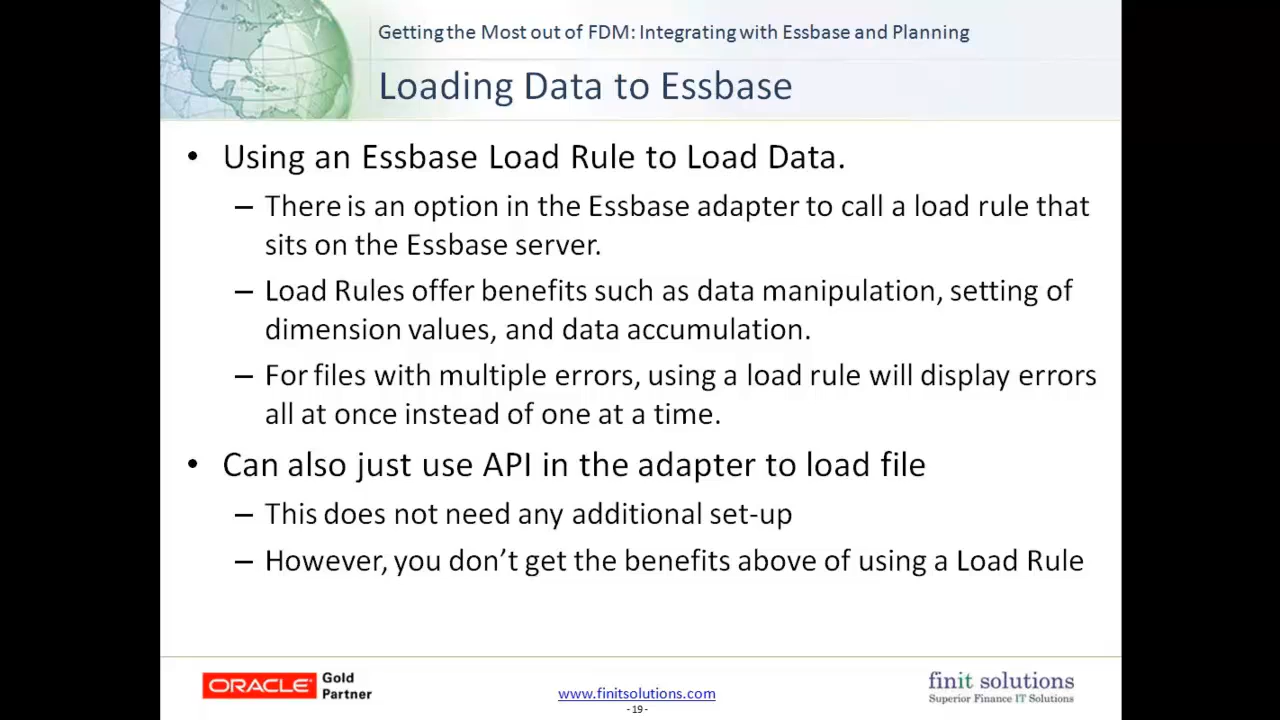 Getting the Most out of FDM: Integrating with Essbase and Planning
Loading Data to Essbase
• Using an Essbase Load Rule to Load Data.
– There is an option in the Essbase adapter to call a load rule that
sits on the Essbase server.
– Load Rules offer benefits such as data manipulation, setting of
dimension values, and data accumulation.
– For files with multiple errors, using a load rule will display errors
all at once instead of one at a time.
• Can also just use API in the adapter to load file
– This does not need any additional set-up
– However, you don’t get the benefits above of using a Load Rule
ORACLE Gold
Partner
www.finitsolutions.com
- 19 -
finit solutions
Superior Finance IT Solutions